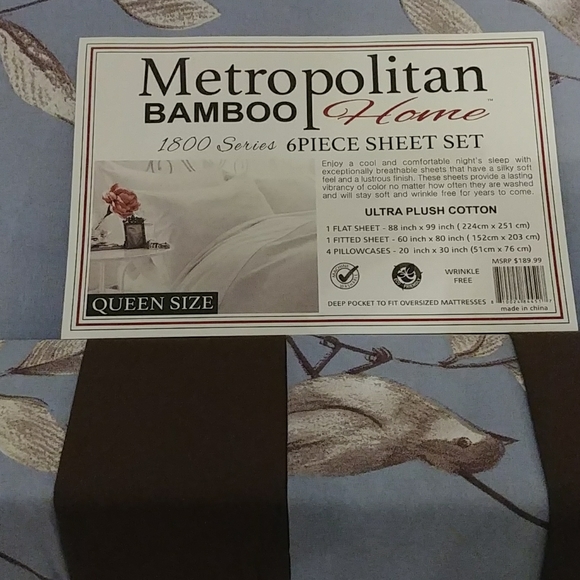 Metropolitan
BAMBOO Home™
1800 Series 6PIECE SHEET SET
Enjoy a cool and comfortable night's sleep with
exceptionally breathable sheets that have a silky soft
feel and a lustrous finish. These sheets provide a lasting
vibrancy of color no matter how often they are washed
and will stay soft and wrinkle free for years to come.
ULTRA PLUSH COTTON
1 FLAT SHEET - 88 inch x 99 inch ( 224cm x 251 cm)
1 FITTED SHEET - 60 inch x 80 inch ( 152cm x 203 cm)
4 PILLOWCASES - 20 inch x 30 inch (51cm x 76 cm)
MSRP $189.99
WRINKLE
FREE
QUEEN SIZE
DEEP POCKET TO FIT OVERSIZED MATTRESSES
made in china